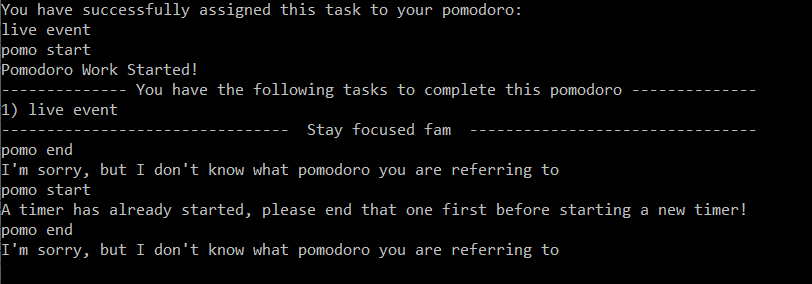 You have successfully assigned this task to your pomodoro:
live event
pomo start
Pomodoro Work Started!
-------------- You have the following tasks to complete this pomodoro --------------
1) live event
--------------------------------  Stay focused fam  --------------------------------
pomo end
I'm sorry, but I don't know what pomodoro you are referring to
pomo start
A timer has already started, please end that one first before starting a new timer!
pomo end
I'm sorry, but I don't know what pomodoro you are referring to